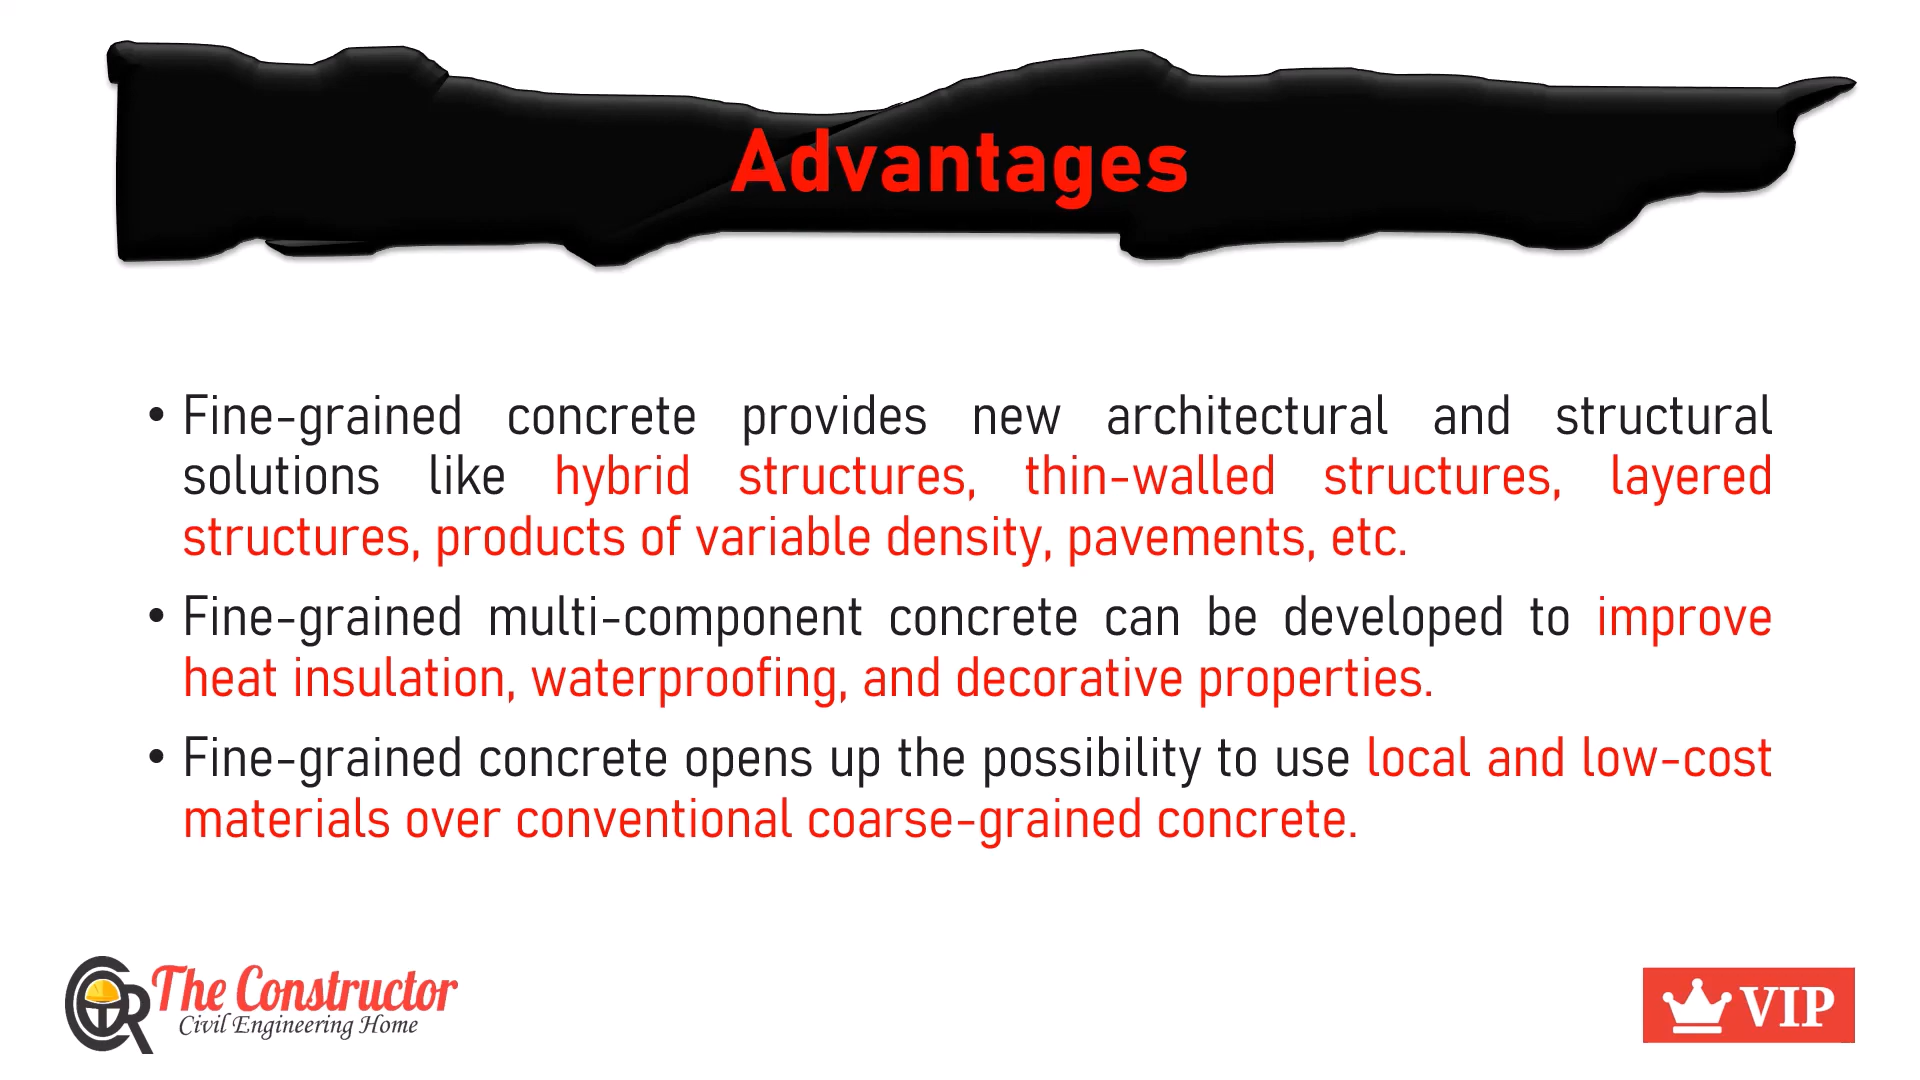 Advantages
• Fine-grained concrete provides new architectural and structural
solutions like hybrid structures, thin-walled structures, layered
structures, products of variable density, pavements, etc.
• Fine-grained multi-component concrete can be developed to improve
heat insulation, waterproofing, and decorative properties.
• Fine-grained concrete opens up the possibility to use local and low-cost
materials over conventional coarse-grained concrete.
The Constructor
Civil Engineering Home
VIP